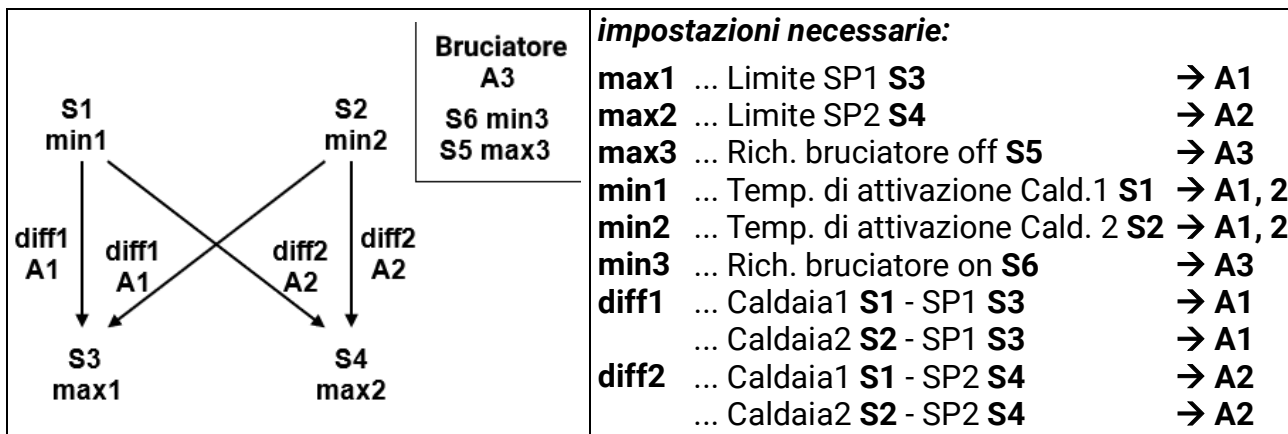 Bruciatore
A3
S6 min3
S5 max3
S1
min1
S2
min2
diff1
A1
diff1
A1
diff2
A2
diff2
A2
S3
max1
S4
max2
impostazioni necessarie:
max1 ... Limite SP1 S3 → A1
max2 ... Limite SP2 S4 → A2
max3 ... Rich. bruciatore off S5 → A3
min1 ... Temp. di attivazione Cald.1 S1 → A1, 2
min2 ... Temp. di attivazione Cald. 2 S2 → A1, 2
min3 ... Rich. bruciatore on S6 → A3
diff1 ... Caldaia1 S1 - SP1 S3 → A1
... Caldaia2 S2 - SP1 S3 → A1
diff2 ... Caldaia1 S1 - SP2 S4 → A2
... Caldaia2 S2 - SP2 S4 → A2